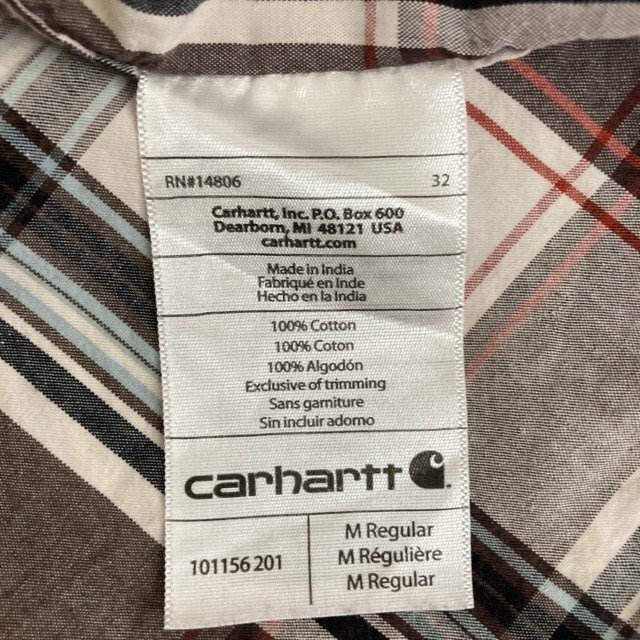 RN#14806 32
Carhartt, Inc. P.O. Box 600
Dearborn, MI 48121 USA
carhartt.com
Made in India
Fabriqué en Inde
Hecho en la India
100% Cotton
100% Coton
100% Algodón
Exclusive of trimming
Sans garniture
Sin incluir adorno
carhartt
101156 201
M Regular
M Régulière
M Regular